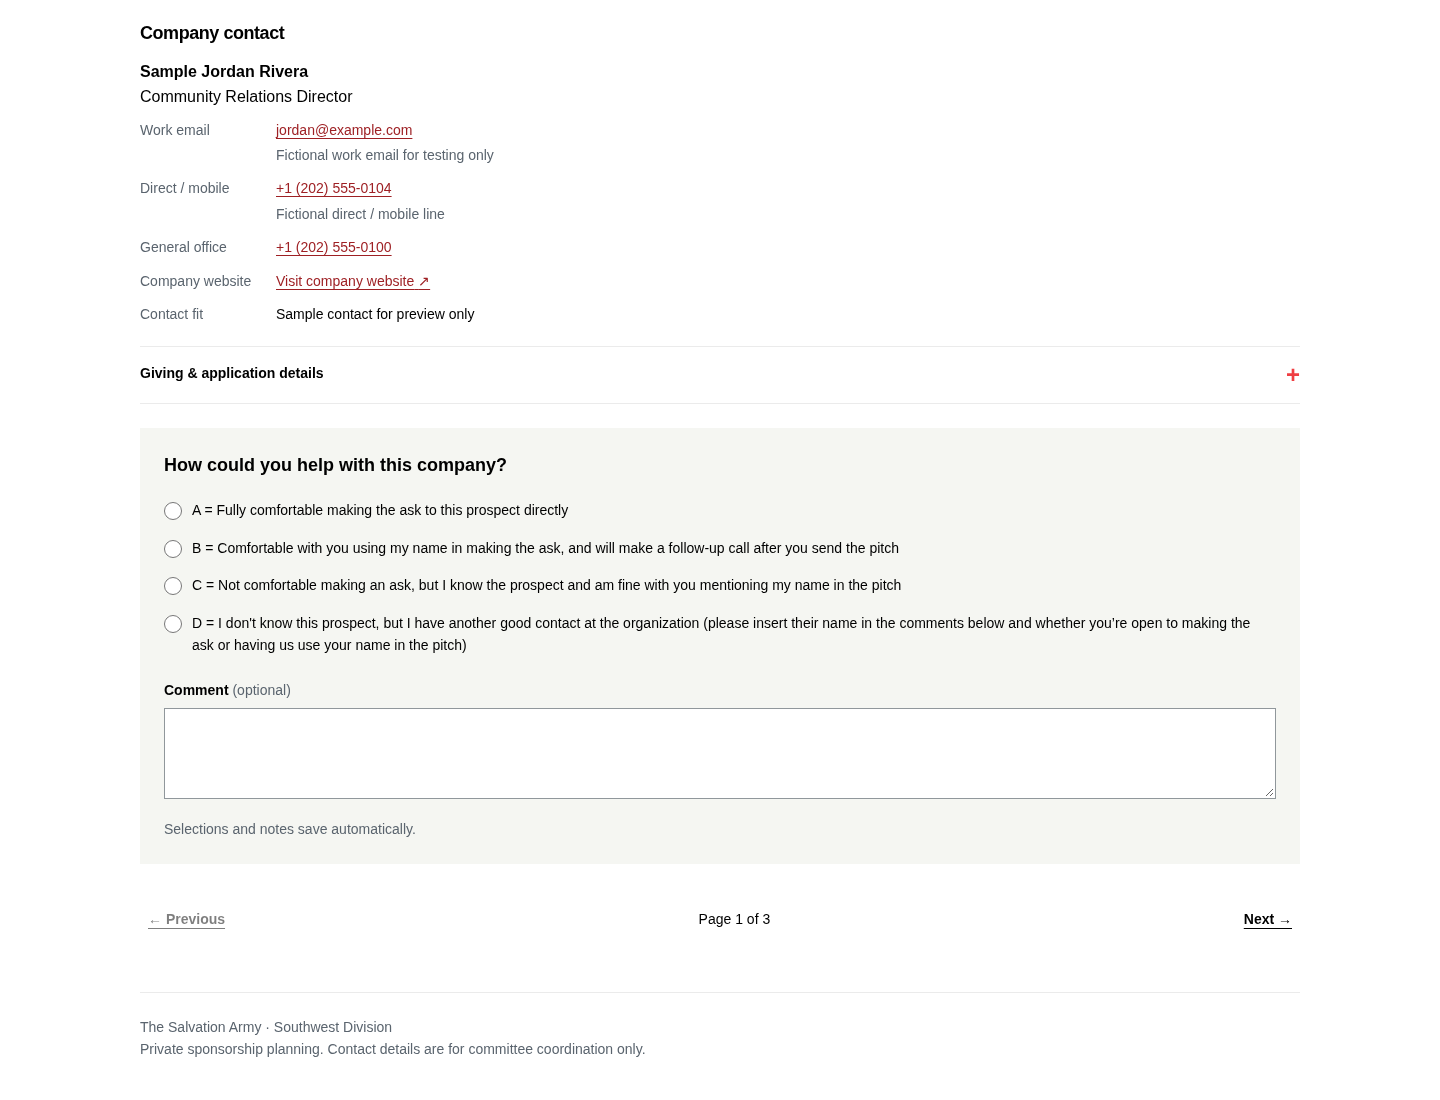 Company contact
Sample Jordan Rivera
Community Relations Director
Work email
jordan@example.com
Fictional work email for testing only
Direct / mobile
+1 (202) 555-0104
Fictional direct / mobile line
General office
+1 (202) 555-0100
Company website
Visit company website ↗
Contact fit
Sample contact for preview only
Giving & application details
+
How could you help with this company?
A = Fully comfortable making the ask to this prospect directly
B = Comfortable with you using my name in making the ask, and will make a follow-up call after you send the pitch
C = Not comfortable making an ask, but I know the prospect and am fine with you mentioning my name in the pitch
D = I don't know this prospect, but I have another good contact at the organization (please insert their name in the comments below and whether you’re open to making the
ask or having us use your name in the pitch)
Comment (optional)
Selections and notes save automatically.
← Previous
Page 1 of 3
Next →
The Salvation Army · Southwest Division
Private sponsorship planning. Contact details are for committee coordination only.